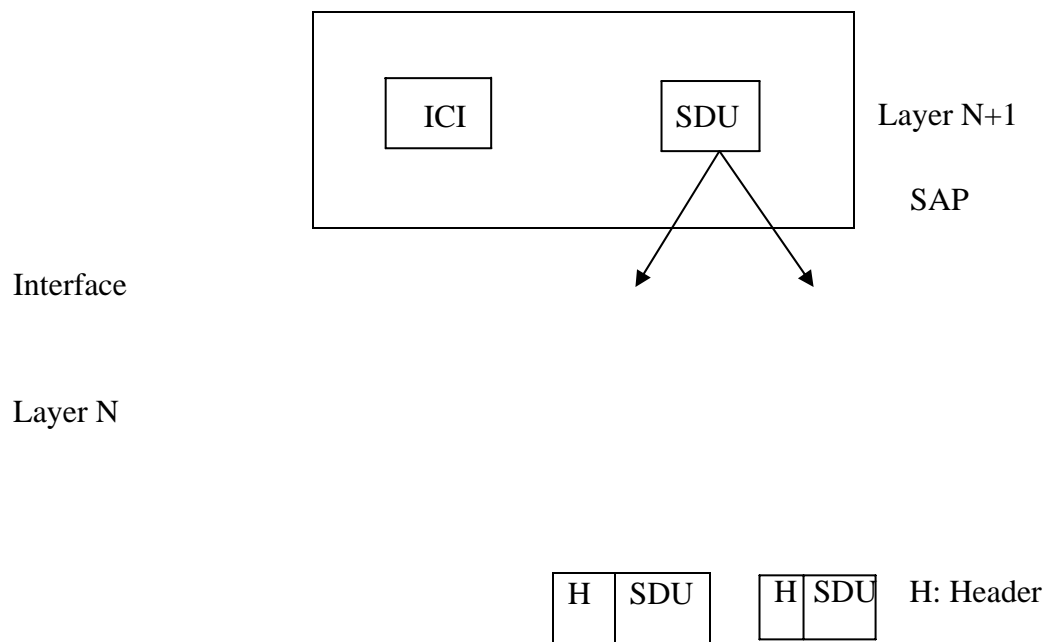 ICI SDU Layer N+1
SAP
Interface
Layer N
H SDU H SDU H: Header